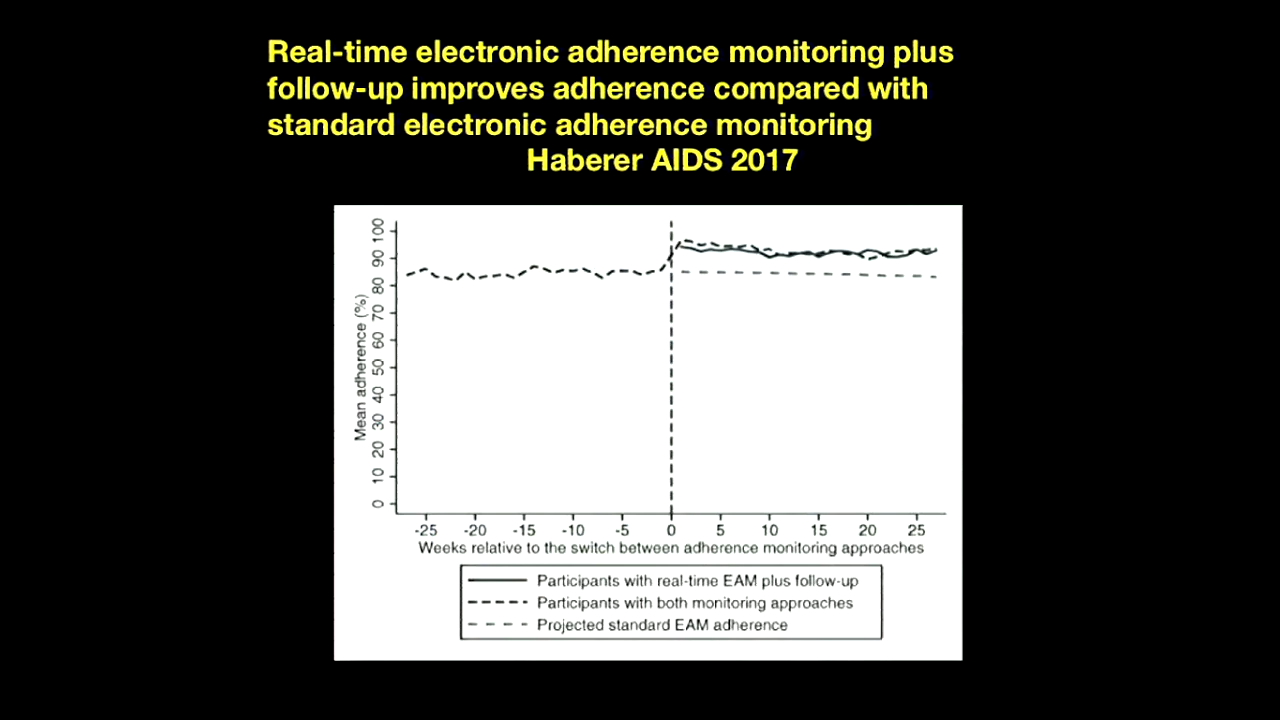 Real-time electronic adherence monitoring plus
follow-up improves adherence compared with
standard electronic adherence monitoring
Haberer AIDS 2017
Mean adherence (%)
100
90
80
70
60
50
40
30
20
10
0
-25 -20 -15 -10 -5 0 5 10 15 20 25
Weeks relative to the switch between adherence monitoring approaches
Participants with real-time EAM plus follow-up
Participants with both monitoring approaches
Projected standard EAM adherence